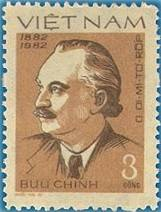 VIỆT NAM
1882
1982
G. ĐI-MI-TƠ-RỐP
BƯU CHÍNH
3
ĐỒNG